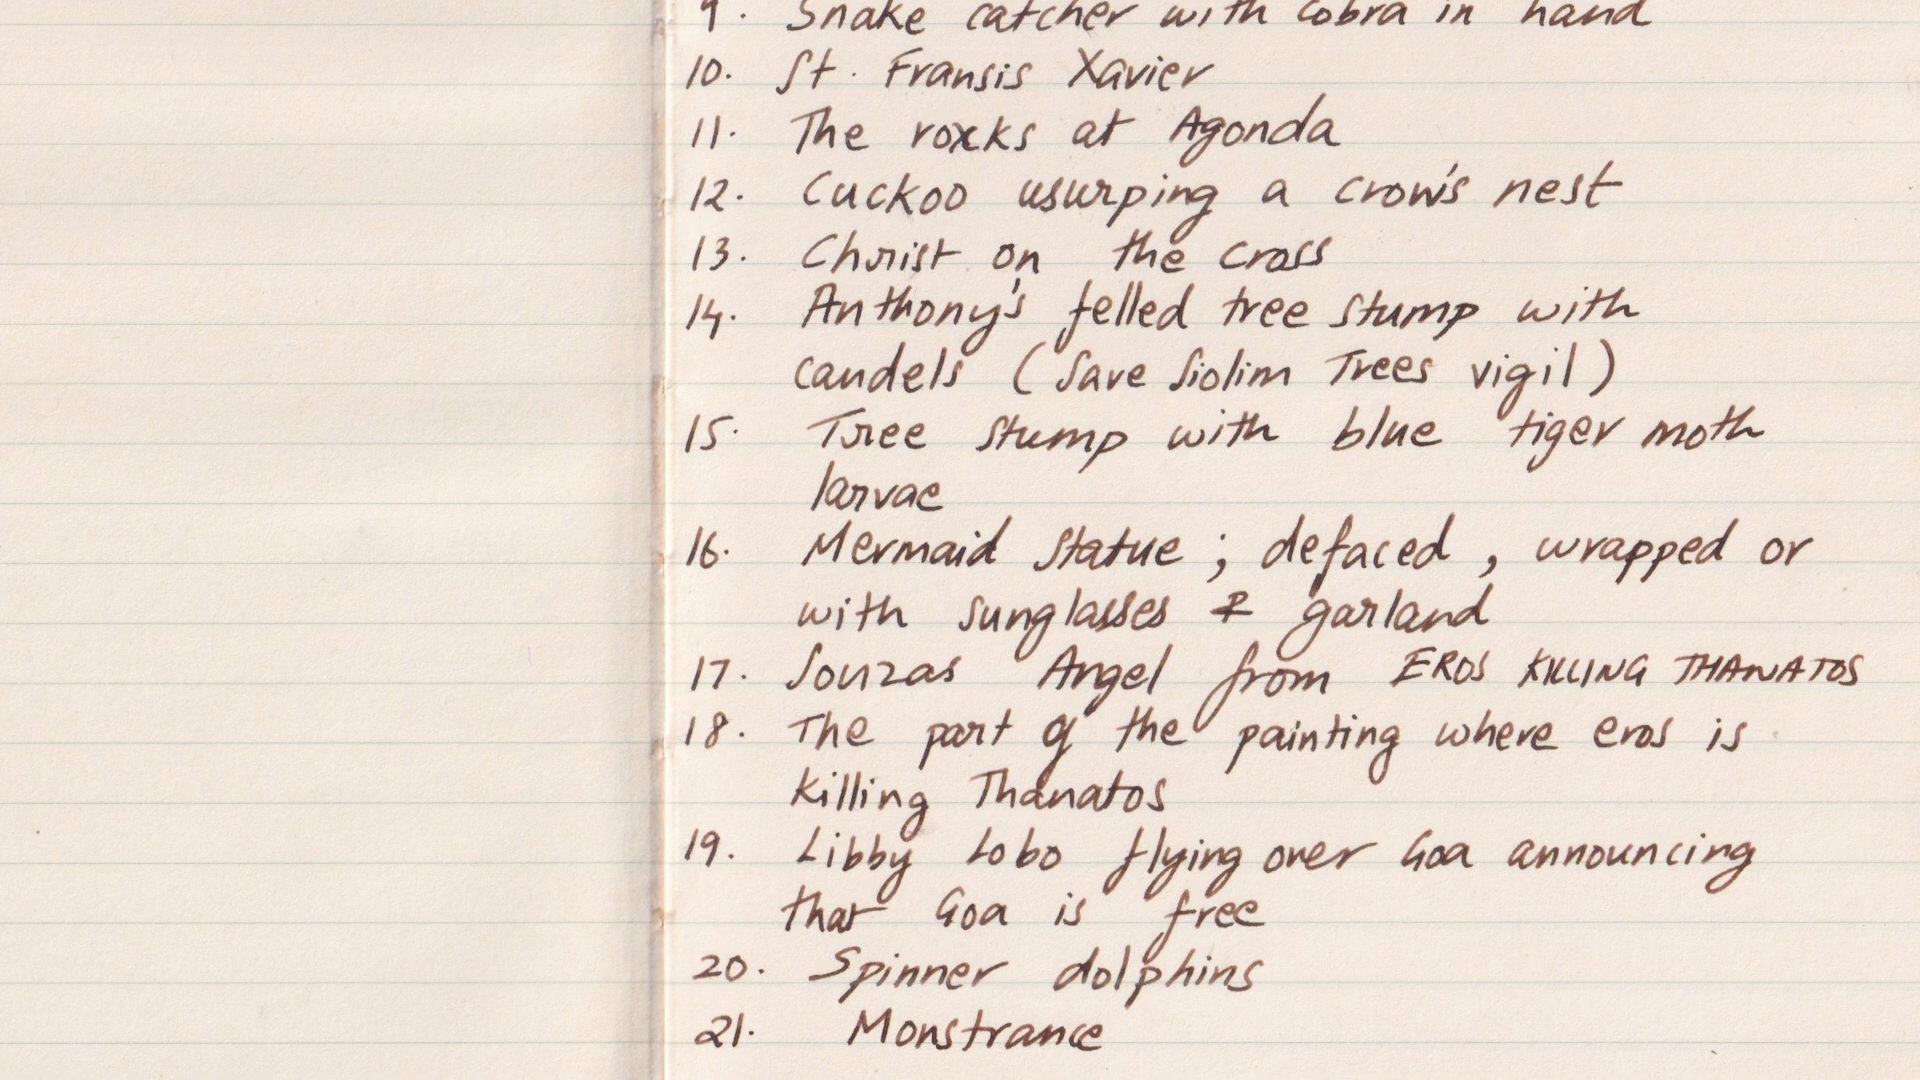 9. Snake catcher with cobra in hand
10. St. Fransis Xavier
11. The roxks at Agonda
12. Cuckoo usurping a crow's nest
13. Christ on the cross
14. Anthony's felled tree stump with
candels (Save Siolim Trees vigil)
15. Tree stump with blue tiger moth
larvae
16. Mermaid statue ; defaced , wrapped or
with sunglasses & garland
17. Souzas Angel from EROS KILLING THANATOS
18. The part of the painting where eros is
killing Thanatos
19. Libby Lobo flying over Goa announcing
that Goa is free
20. Spinner dolphins
21. Monstrance